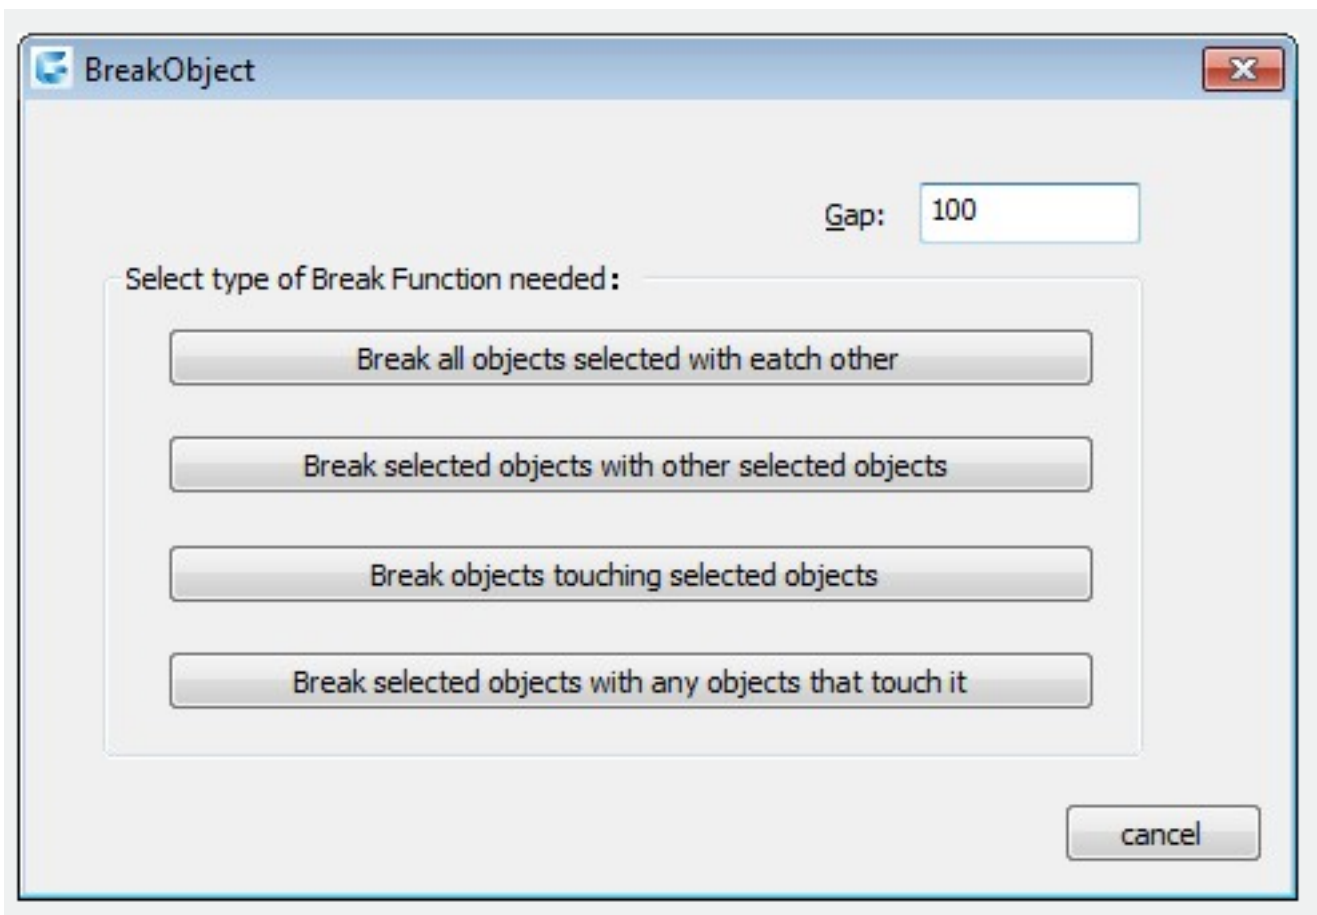 BreakObject
Gap: 100
Select type of Break Function needed:
Break all objects selected with eatch other
Break selected objects with other selected objects
Break objects touching selected objects
Break selected objects with any objects that touch it
cancel